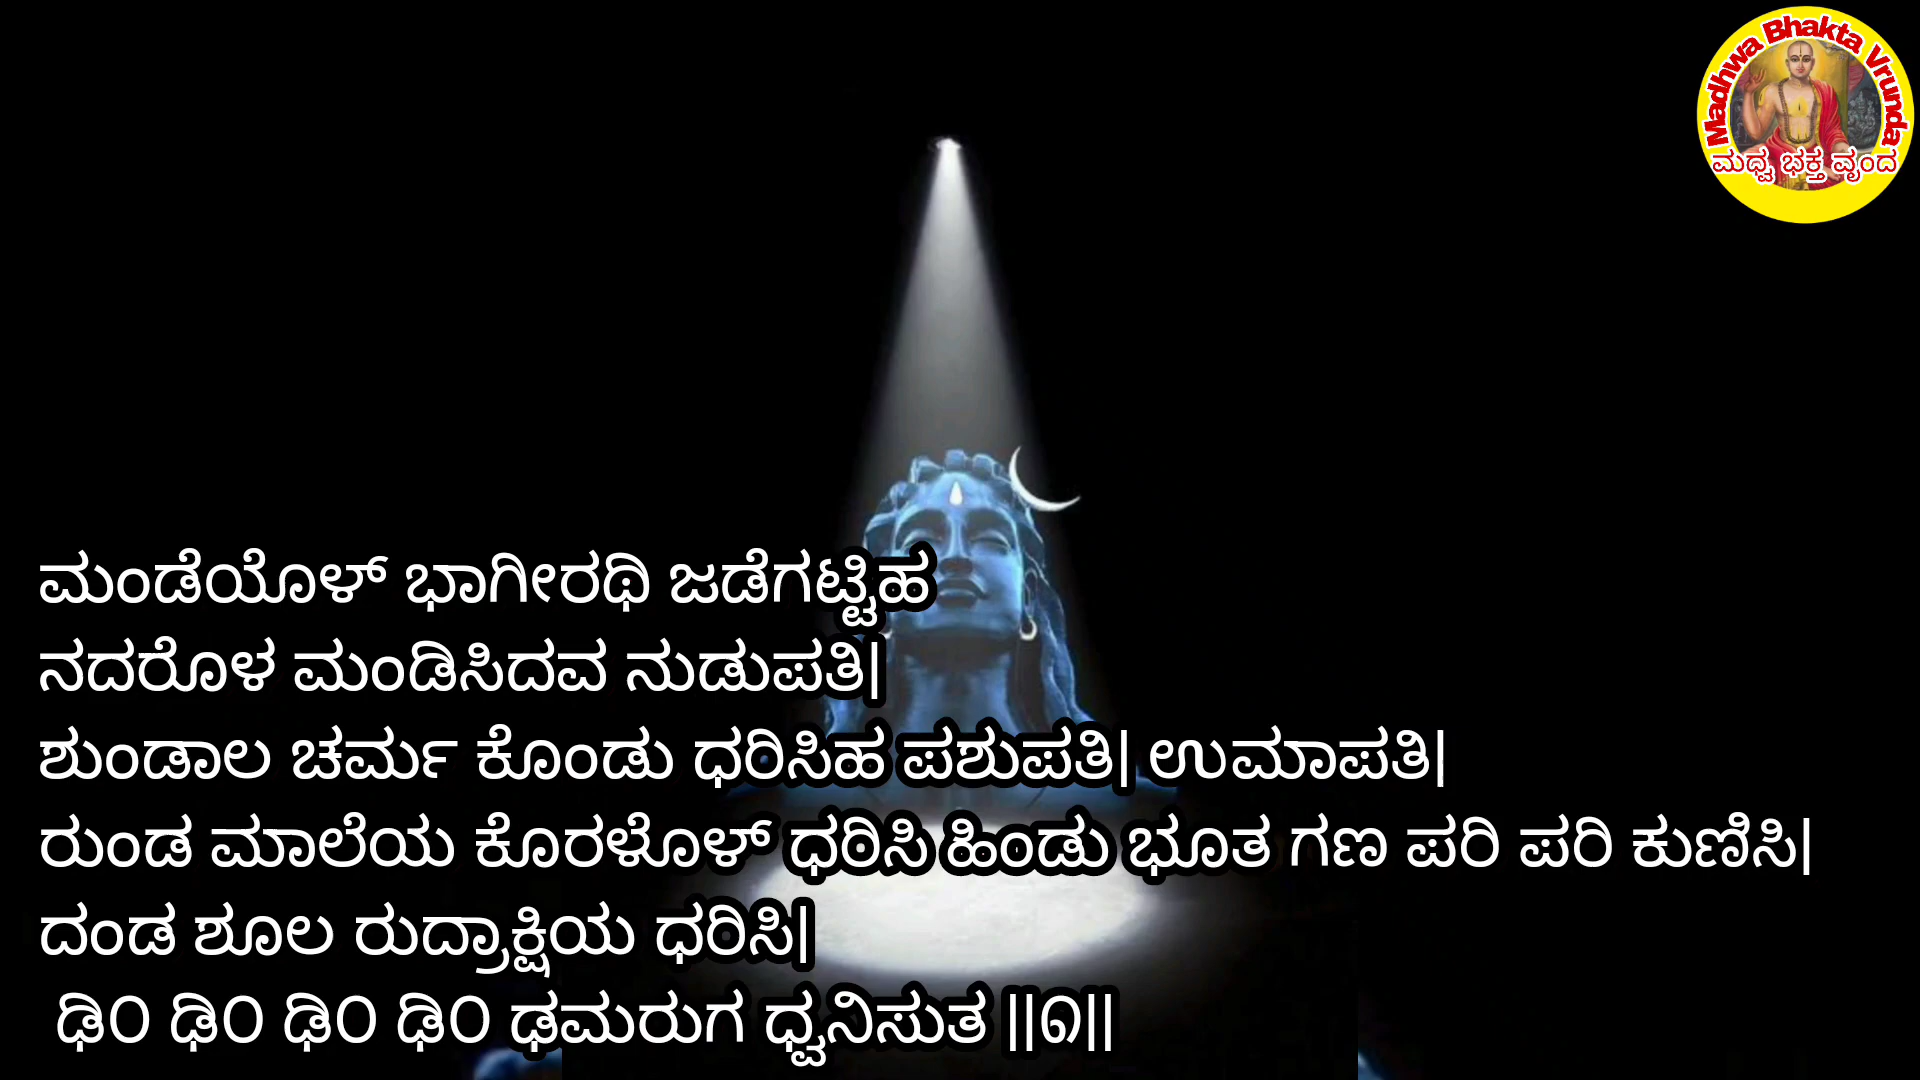 Madhwa Bhakta Vrunda
ಮಧ್ವ ಭಕ್ತ ವೃಂದ
ಮಂಡೆಯೊಳ್ ಭಾಗೀರಥಿ ಜಡೆಗಟ್ಟಿಹ
ನದರೊಳ ಮಂಡಿಸಿದವ ನುಡುಪತಿ|
ಶುಂಡಾಲ ಚರ್ಮ ಕೊಂಡು ಧರಿಸಿಹ ಪಶುಪತಿ| ಉಮಾಪತಿ|
ರುಂಡ ಮಾಲೆಯ ಕೊರಳೊಳ್ ಧರಿಸಿ ಹಿಂಡು ಭೂತ ಗಣ ಪರಿ ಪರಿ ಕುಣಿಸಿ|
ದಂಡ ಶೂಲ ರುದ್ರಾಕ್ಷಿಯ ಧರಿಸಿ|
ಢಿಂ ಢಿಂ ಢಿಂ ಢಿಂ ಢಮರುಗ ಧ್ವನಿಸುತ ||೧||